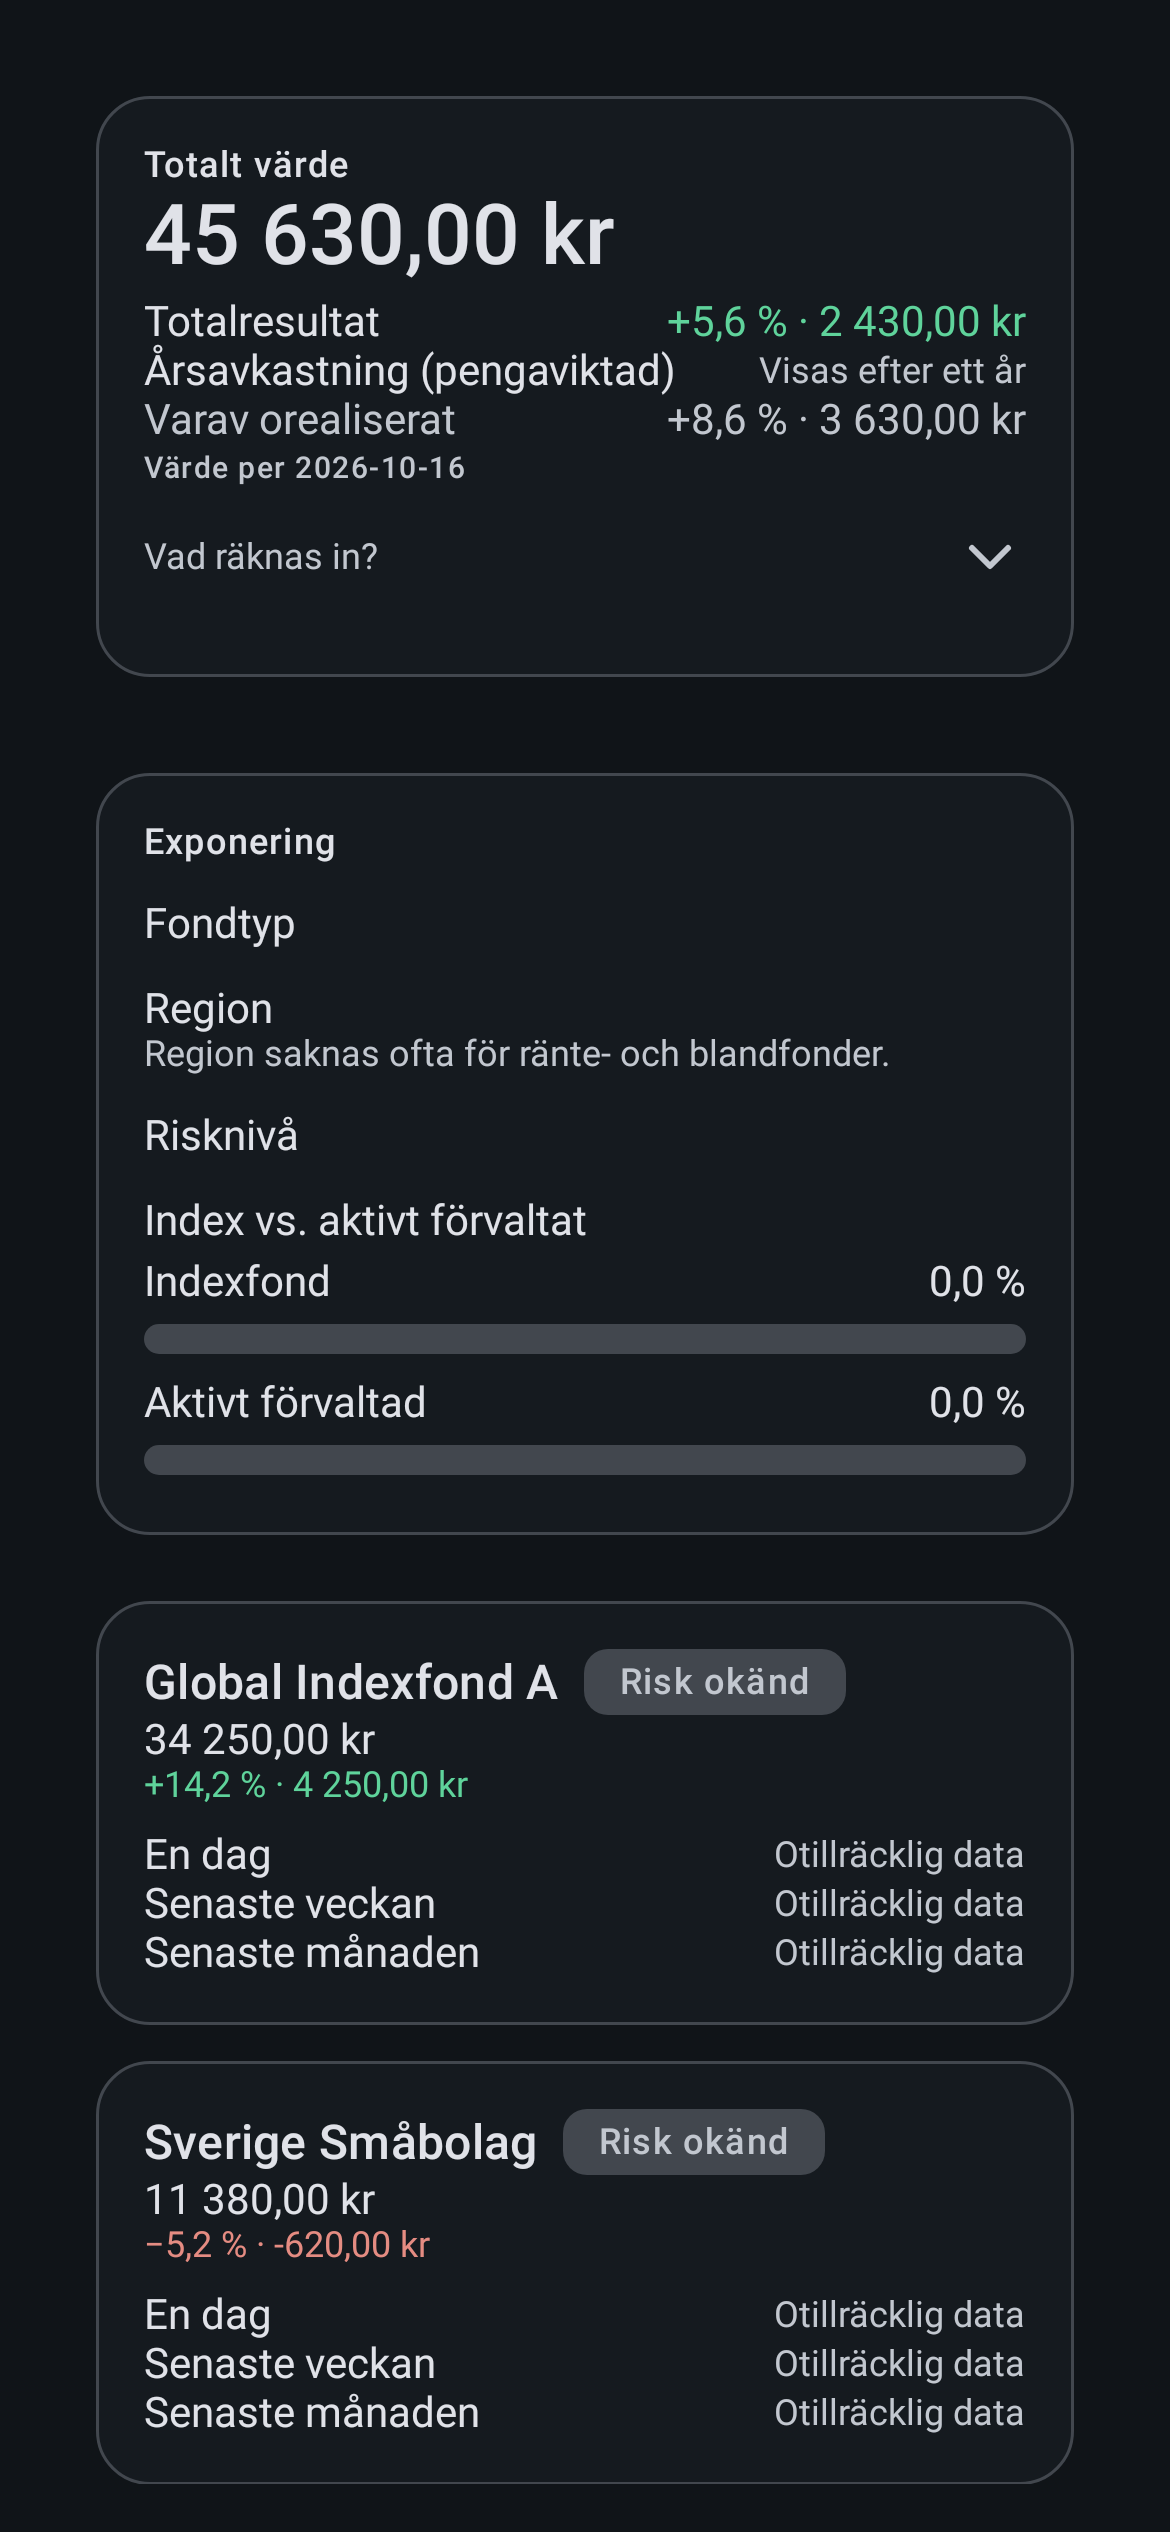 Totalt värde
45 630,00 kr
Totalresultat +5,6 % · 2 430,00 kr
Årsavkastning (pengaviktad) Visas efter ett år
Varav orealiserat +8,6 % · 3 630,00 kr
Värde per 2026-10-16
Vad räknas in?
Exponering
Fondtyp
Region
Region saknas ofta för ränte- och blandfonder.
Risknivå
Index vs. aktivt förvaltat
Indexfond 0,0 %
Aktivt förvaltad 0,0 %
Global Indexfond A Risk okänd
34 250,00 kr
+14,2 % · 4 250,00 kr
En dag Otillräcklig data
Senaste veckan Otillräcklig data
Senaste månaden Otillräcklig data
Sverige Småbolag Risk okänd
11 380,00 kr
−5,2 % · -620,00 kr
En dag Otillräcklig data
Senaste veckan Otillräcklig data
Senaste månaden Otillräcklig data